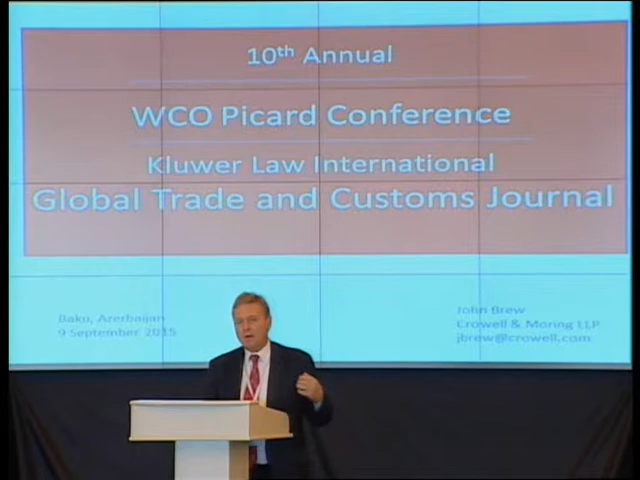 10th Annual
WCO Picard Conference
Kluwer Law International
Global Trade and Customs Journal
Baku, Azerbaijan
9 September 2015
John Brew
Crowell & Moring LLP
jbrew@crowell.com